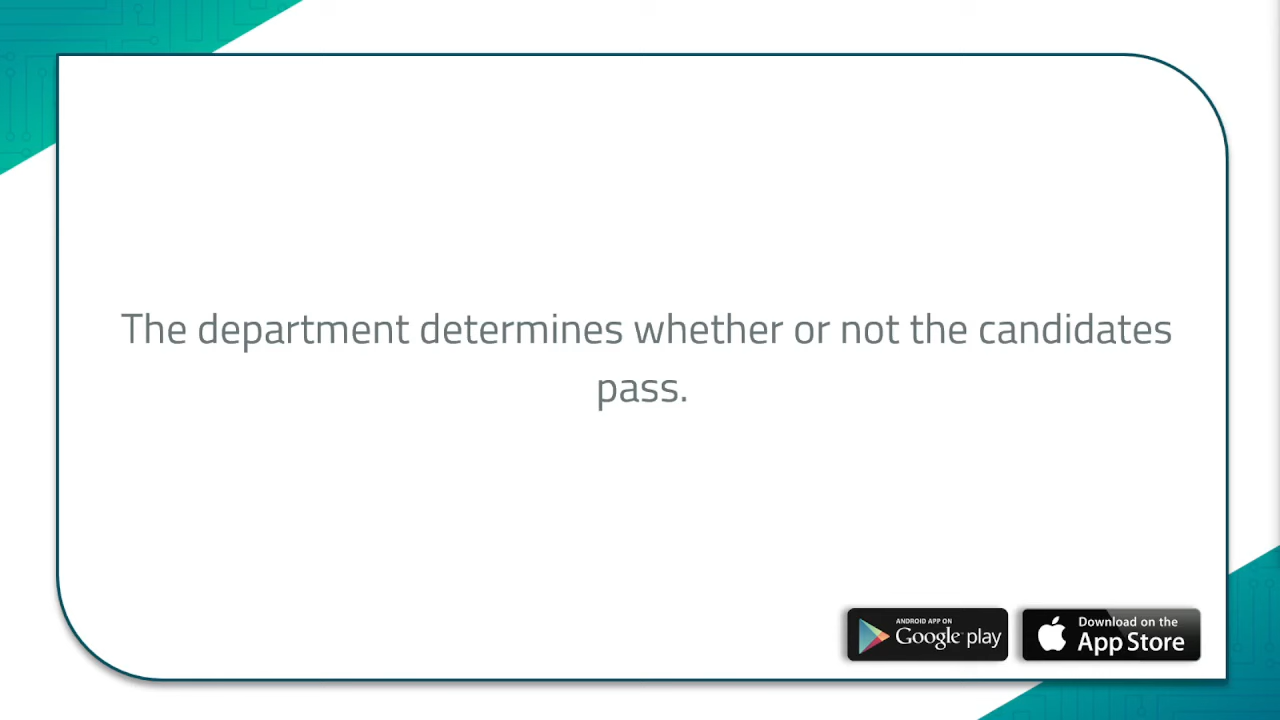 The department determines whether or not the candidates
pass.
ANDROID APP ON
Google play
Download on the
App Store